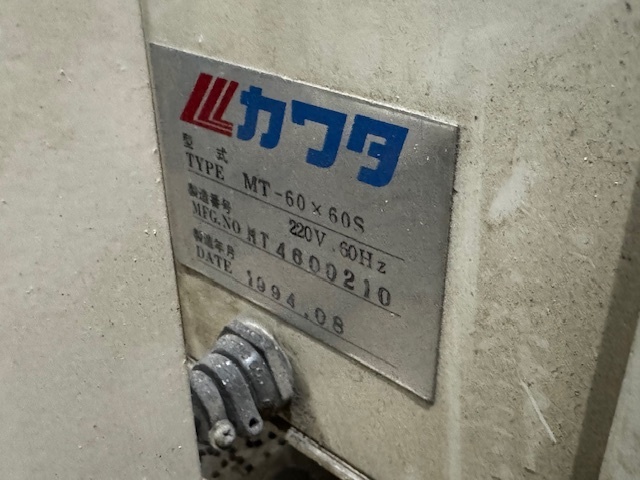 カワタ
型式
TYPE MT-60×60S
220V 60Hz
製造番号
MFG.NO MT4600210
製造年月
DATE 1994.08